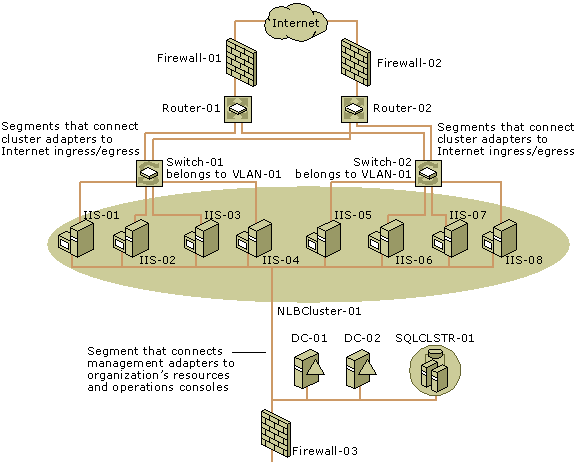 Internet
Firewall-01
Firewall-02
Router-01
Router-02
Segments that connect
cluster adapters to
Internet ingress/egress
Segments that connect
cluster adapters to
Internet ingress/egress
Switch-01
belongs to VLAN-01
Switch-02
belongs to VLAN-01
IIS-01
IIS-03
IIS-05
IIS-07
IIS-02
IIS-04
IIS-06
IIS-08
NLBCluster-01
DC-01
DC-02
SQLCLSTR-01
Segment that connects
management adapters to
organization's resources
and operations consoles
Firewall-03